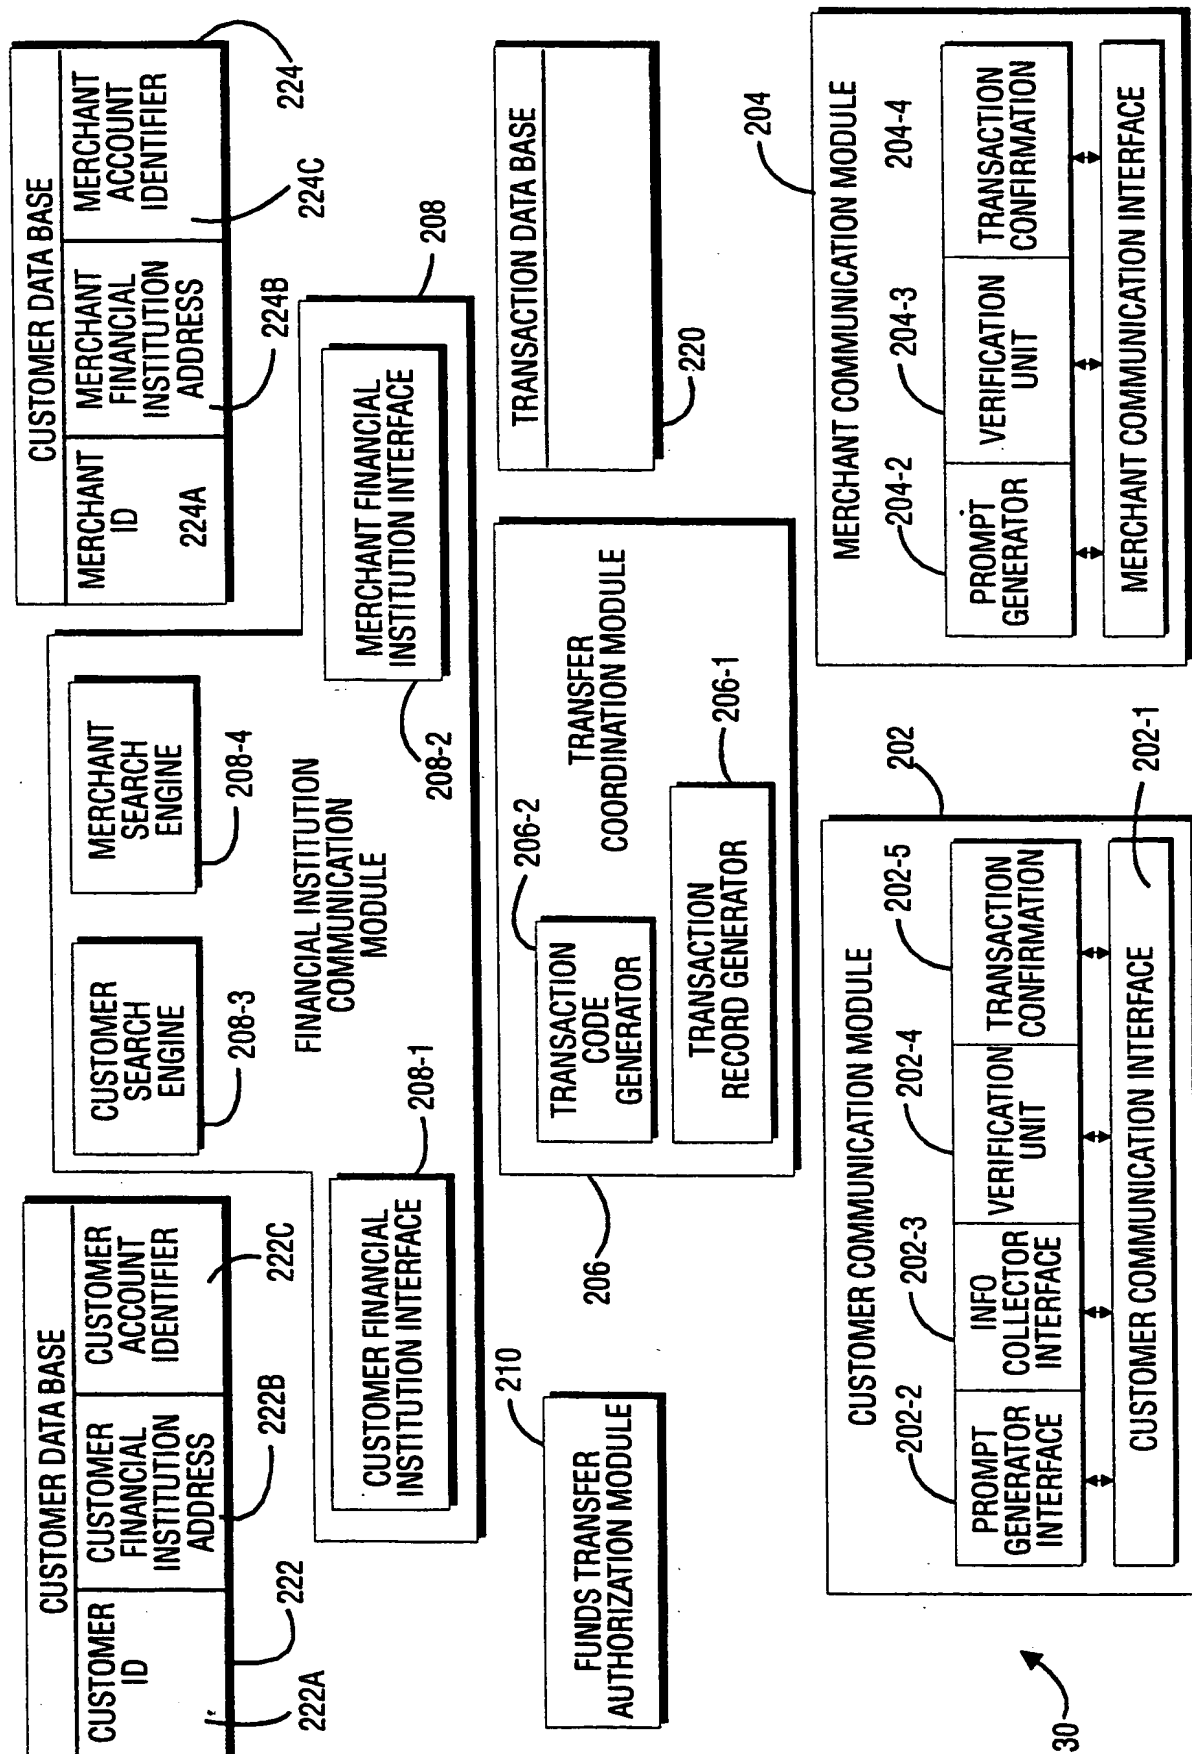 CUSTOMER DATA BASE
CUSTOMER
ID
CUSTOMER
FINANCIAL
INSTITUTION
ADDRESS
CUSTOMER
ACCOUNT
IDENTIFIER
222A
222
222B
222C
CUSTOMER
SEARCH
ENGINE
208-3
MERCHANT
SEARCH
ENGINE
208-4
FINANCIAL INSTITUTION
COMMUNICATION
MODULE
CUSTOMER FINANCIAL
INSTITUTION INTERFACE
208-1
MERCHANT FINANCIAL
INSTITUTION INTERFACE
208-2
208
CUSTOMER DATA BASE
MERCHANT
ID
224A
MERCHANT
FINANCIAL
INSTITUTION
ADDRESS
224B
MERCHANT
ACCOUNT
IDENTIFIER
224C
224
FUNDS TRANSFER
AUTHORIZATION MODULE
210
TRANSACTION
CODE
GENERATOR
206-2
TRANSFER
COORDINATION MODULE
TRANSACTION
RECORD GENERATOR
206-1
206
TRANSACTION DATA BASE
220
CUSTOMER COMMUNICATION MODULE
202
202-2
202-3
202-4
202-5
PROMPT
GENERATOR
INTERFACE
INFO
COLLECTOR
INTERFACE
VERIFICATION
UNIT
TRANSACTION
CONFIRMATION
CUSTOMER COMMUNICATION INTERFACE
202-1
MERCHANT COMMUNICATION MODULE
204
204-2
204-3
204-4
PROMPT
GENERATOR
VERIFICATION
UNIT
TRANSACTION
CONFIRMATION
MERCHANT COMMUNICATION INTERFACE
30